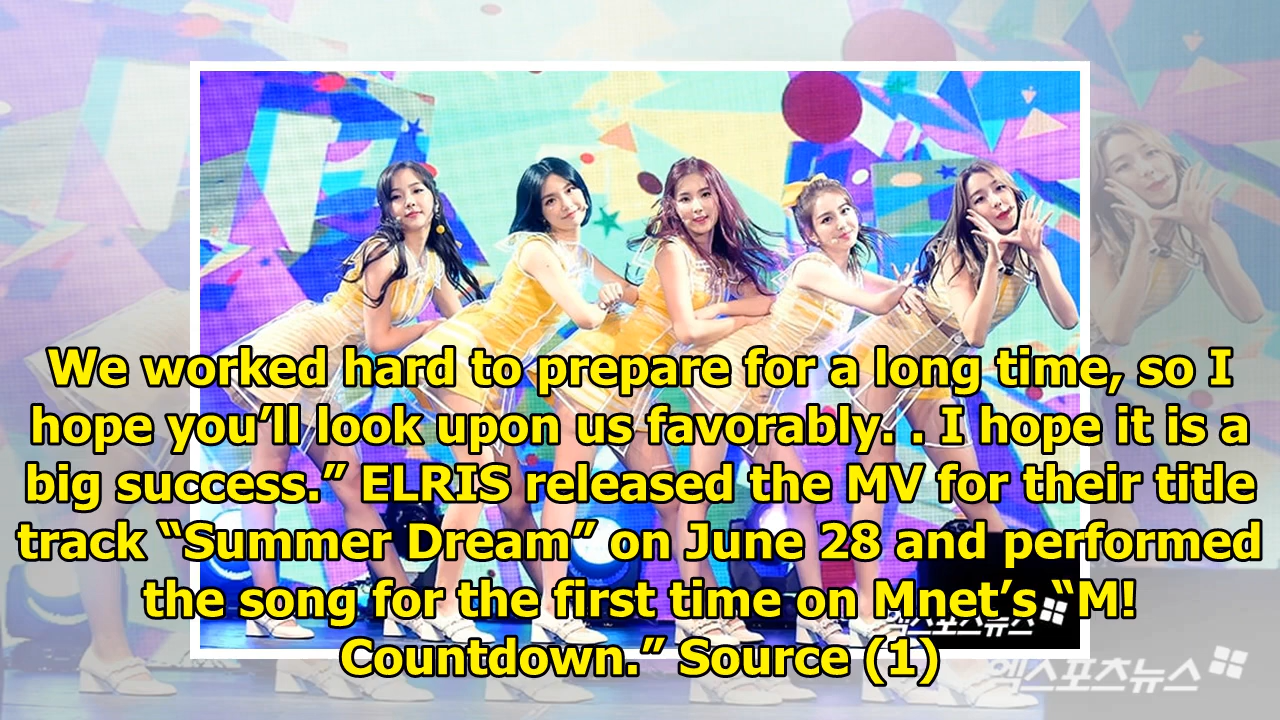 We worked hard to prepare for a long time, so I
hope you’ll look upon us favorably. . I hope it is a
big success.” ELRIS released the MV for their title
track “Summer Dream” on June 28 and performed
the song for the first time on Mnet’s “M!
Countdown.” Source (1)
엑스포츠뉴스
엑스포츠뉴스